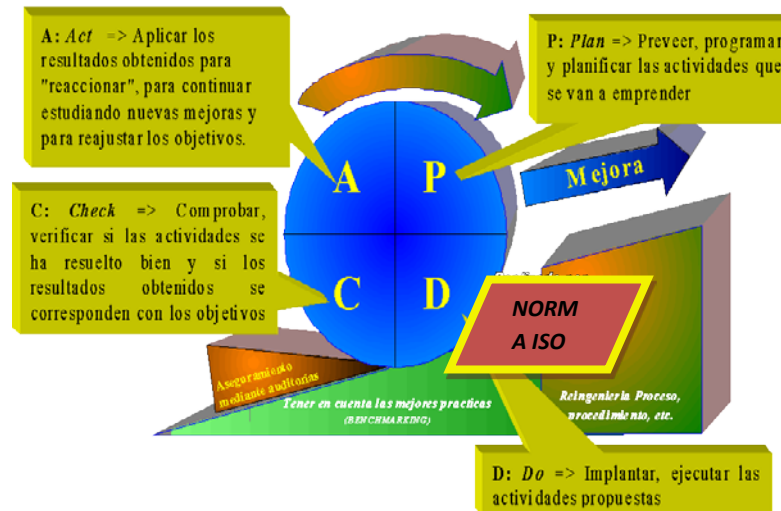 A: Act => Aplicar los
resultados obtenidos para
"reaccionar", para continuar
estudiando nuevas mejoras y
para reajustar los objetivos.
P: Plan => Preveer, programar
y planificar las actividades que
se van a emprender
Mejora
A
P
C: Check => Comprobar,
verificar si las actividades se
ha resuelto bien y si los
resultados obtenidos se
corresponden con los objetivos
C
D
NORM
A ISO
Aseguramiento
mediante auditorias
Tener en cuenta las mejores practicas
(BENCHMARKING)
Reingenieria Proceso,
procedimiento, etc.
D: Do => Implantar, ejecutar las
actividades propuestas